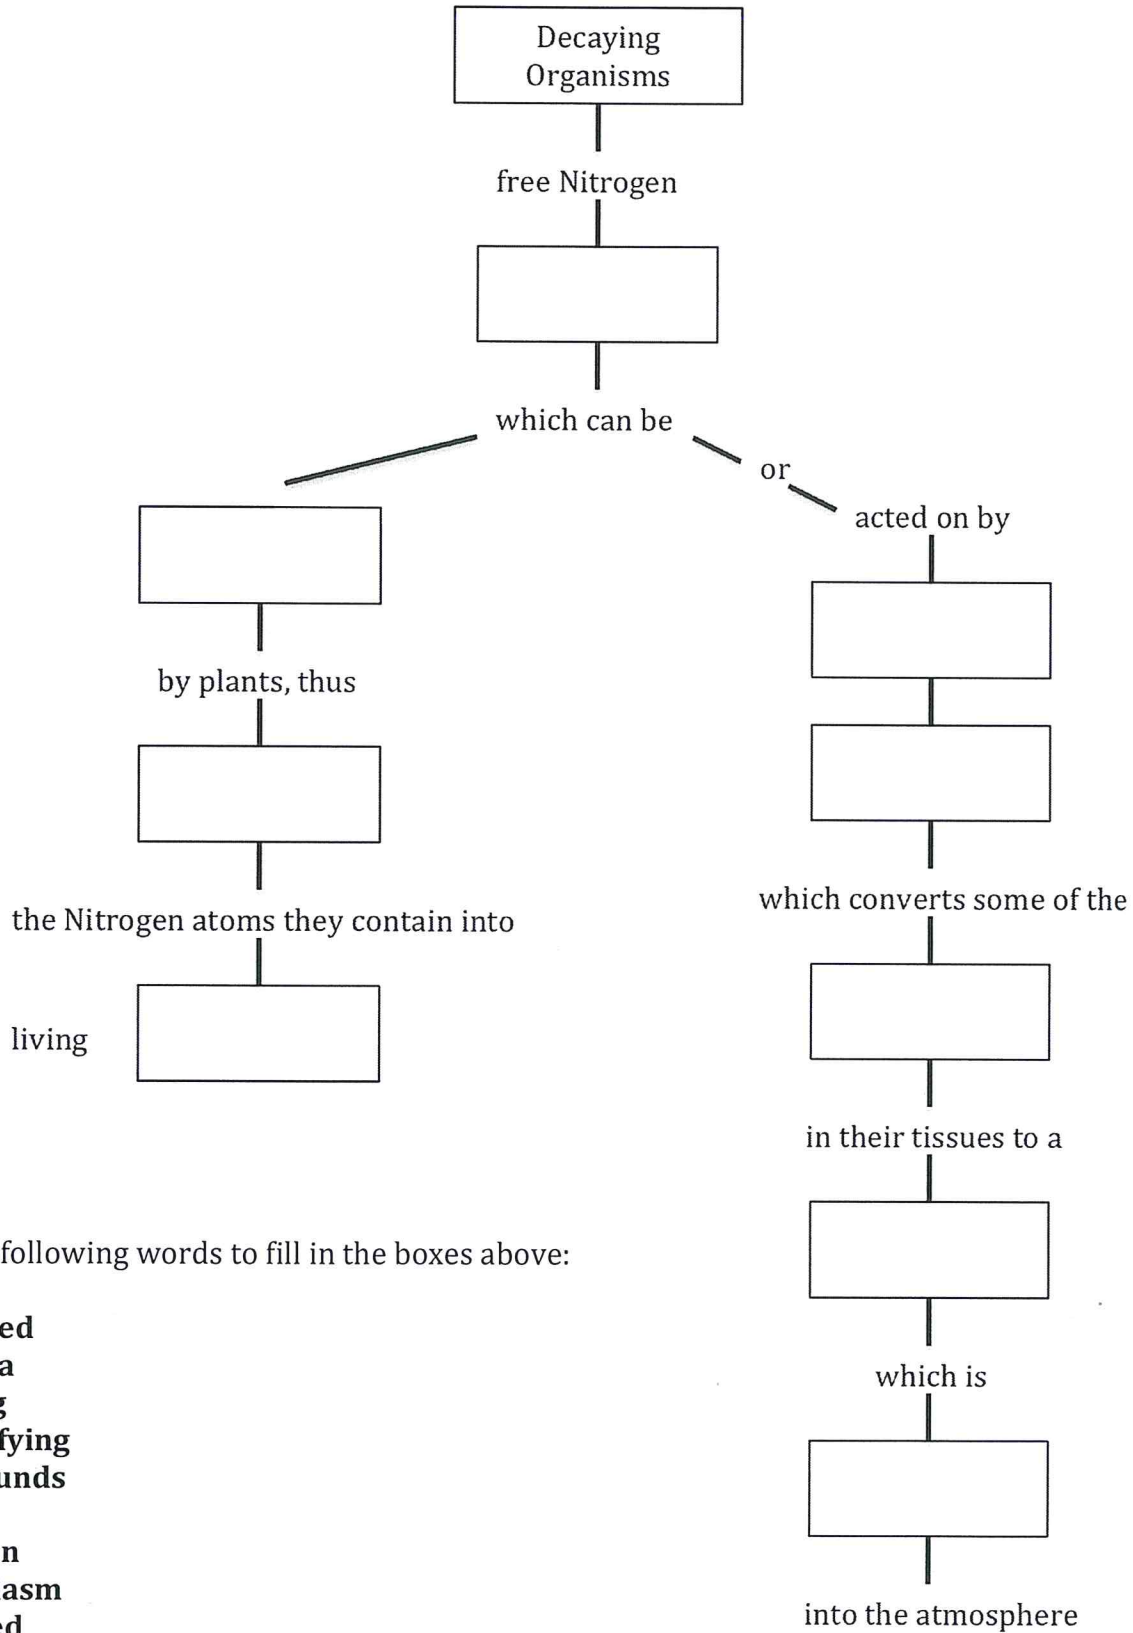 Decaying
Organisms
free Nitrogen
which can be
or
acted on by
by plants, thus
the Nitrogen atoms they contain into
living
which converts some of the
in their tissues to a
which is
into the atmosphere
following words to fill in the boxes above:
ed
a
g
fying
unds
n
asm
ed